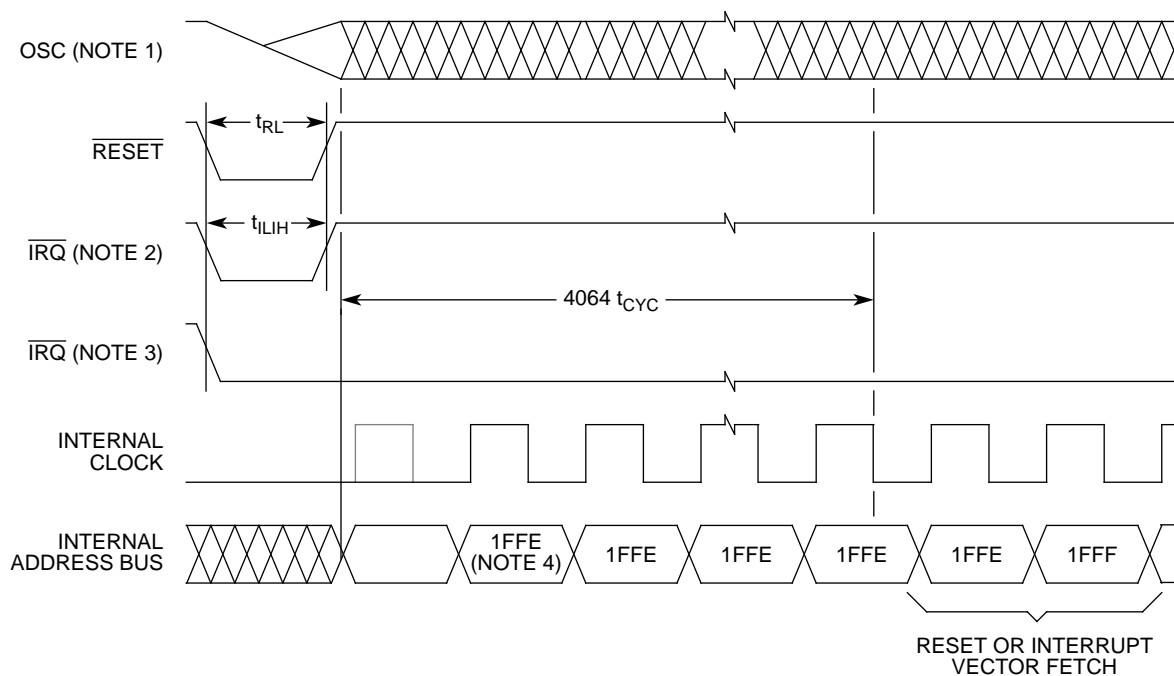 OSC (NOTE 1)
t_RL
RESET
t_ILIH
IRQ (NOTE 2)
4064 t_CYC
IRQ (NOTE 3)
INTERNAL
CLOCK
INTERNAL
ADDRESS BUS
1FFE
(NOTE 4)
1FFE
1FFE
1FFE
1FFE
1FFF
RESET OR INTERRUPT
VECTOR FETCH